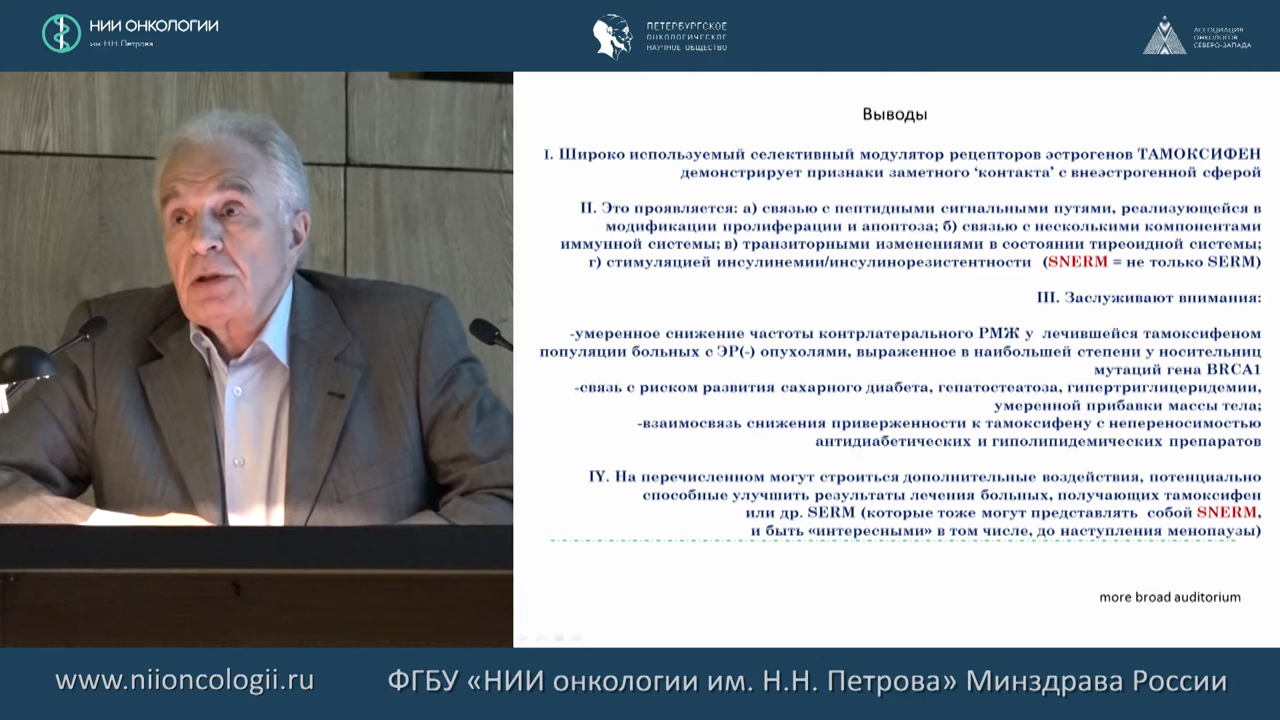 НИИ ОНКОЛОГИИ
им. Н.Н. Петрова
ПЕТЕРБУРГСКОЕ
ОНКОЛОГИЧЕСКОЕ
НАУЧНОЕ ОБЩЕСТВО
АССОЦИАЦИЯ
ОНКОЛОГОВ
СЕВЕРО-ЗАПАДА
Выводы
I. Широко используемый селективный модулятор рецепторов эстрогенов ТАМОКСИФЕН
демонстрирует признаки заметного ‘контакта’ с внеэстрогенной сферой
II. Это проявляется: а) связью с пептидными сигнальными путями, реализующейся в
модификации пролиферации и апоптоза; б) связью с несколькими компонентами
иммунной системы; в) транзиторными изменениями в состоянии тиреоидной системы;
г) стимуляцией инсулинемии/инсулинорезистентности (SNERM = не только SERM)
III. Заслуживают внимания:
-умеренное снижение частоты контрлатерального РМЖ у лечившейся тамоксифеном
популяции больных с ЭР(-) опухолями, выраженное в наибольшей степени у носительниц
мутаций гена BRCA1
-связь с риском развития сахарного диабета, гепатостеатоза, гипертриглицеридемии,
умеренной прибавки массы тела;
-взаимосвязь снижения приверженности к тамоксифену с непереносимостью
антидиабетических и гиполипидемических препаратов
IY. На перечисленном могут строиться дополнительные воздействия, потенциально
способные улучшить результаты лечения больных, получающих тамоксифен
или др. SERM (которые тоже могут представлять собой SNERM,
и быть «интересными» в том числе, до наступления менопаузы)
more broad auditorium
www.niioncologii.ru
ФГБУ «НИИ онкологии им. Н.Н. Петрова» Минздрава России